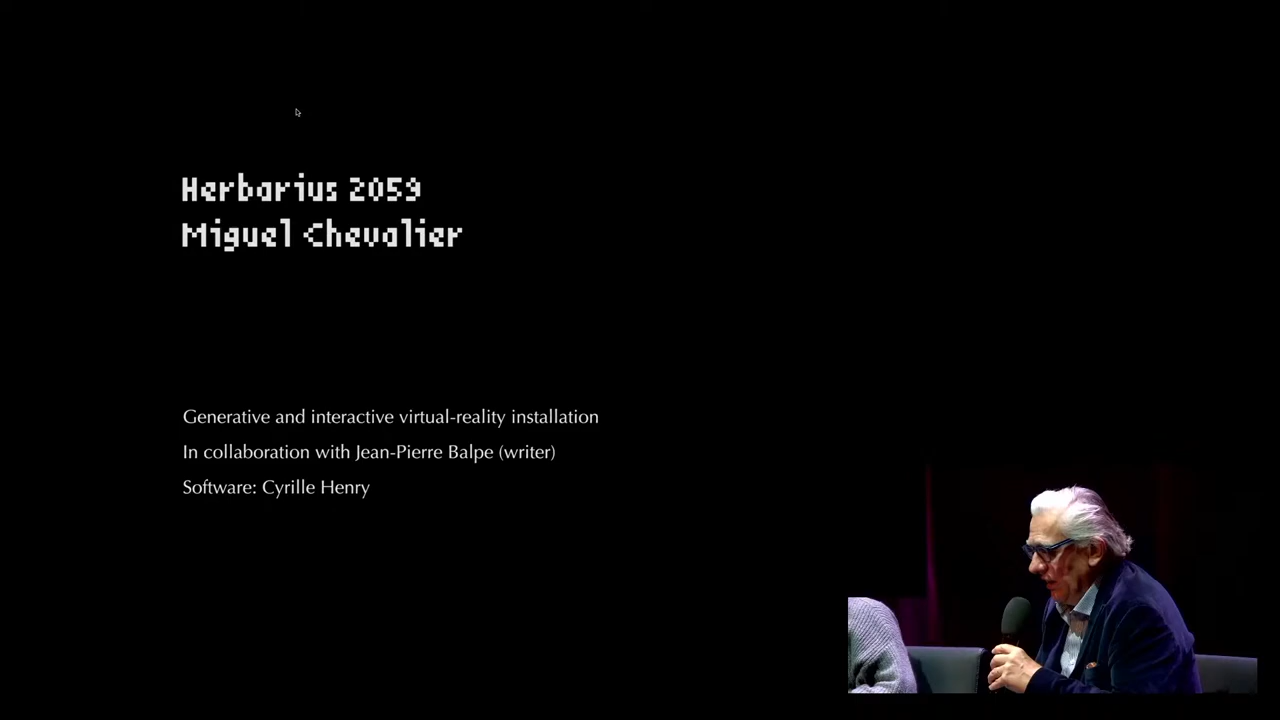 Herbarius 2059
Miguel Chevalier
Generative and interactive virtual-reality installation
In collaboration with Jean-Pierre Balpe (writer)
Software: Cyrille Henry